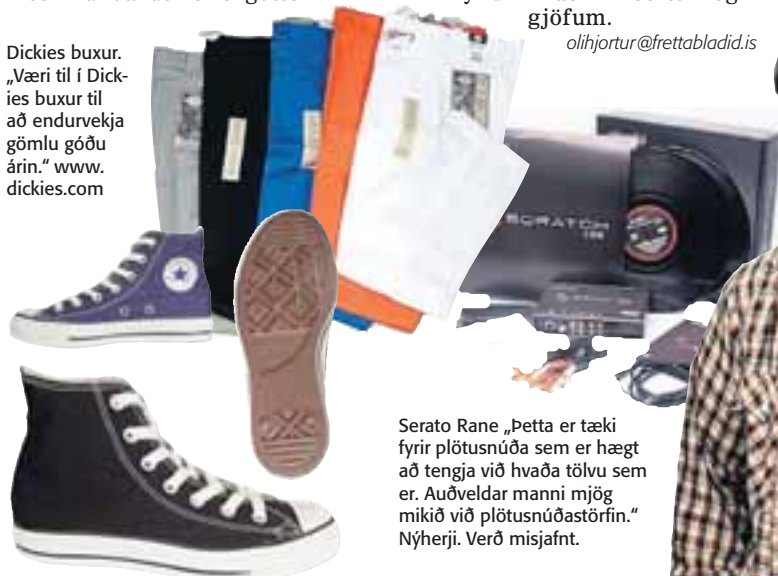 gjöfum.
olihjortur@frettabladid.is
Dickies buxur.
„Væri til í Dick-
ies buxur til
að endurvekja
gömlu góðu
árin.“ www.
dickies.com
SCRATCH
Serato Rane „Þetta er tæki
fyrir plötusnúða sem er hægt
að tengja við hvaða tölvu sem
er. Auðveldar manni mjög
mikið við plötusnúðastörfin.“
Nýherji. Verð misjafnt.